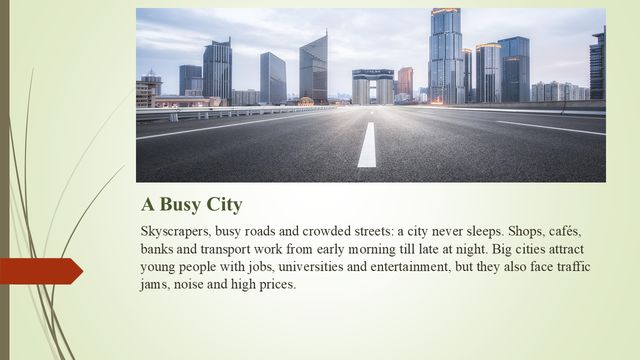 A Busy City
Skyscrapers, busy roads and crowded streets: a city never sleeps. Shops, cafés,
banks and transport work from early morning till late at night. Big cities attract
young people with jobs, universities and entertainment, but they also face traffic
jams, noise and high prices.